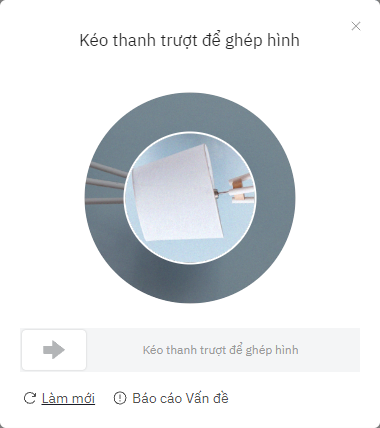 Kéo thanh trượt để ghép hình
Kéo thanh trượt để ghép hình
Làm mới
Báo cáo Vấn đề